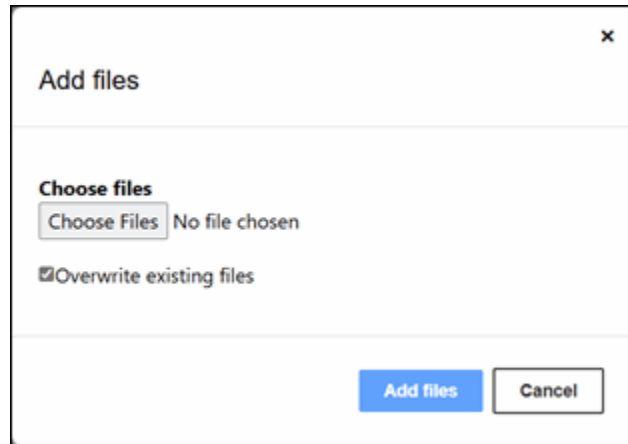 ×
Add files
Choose files
Choose Files No file chosen
Overwrite existing files
Add files Cancel